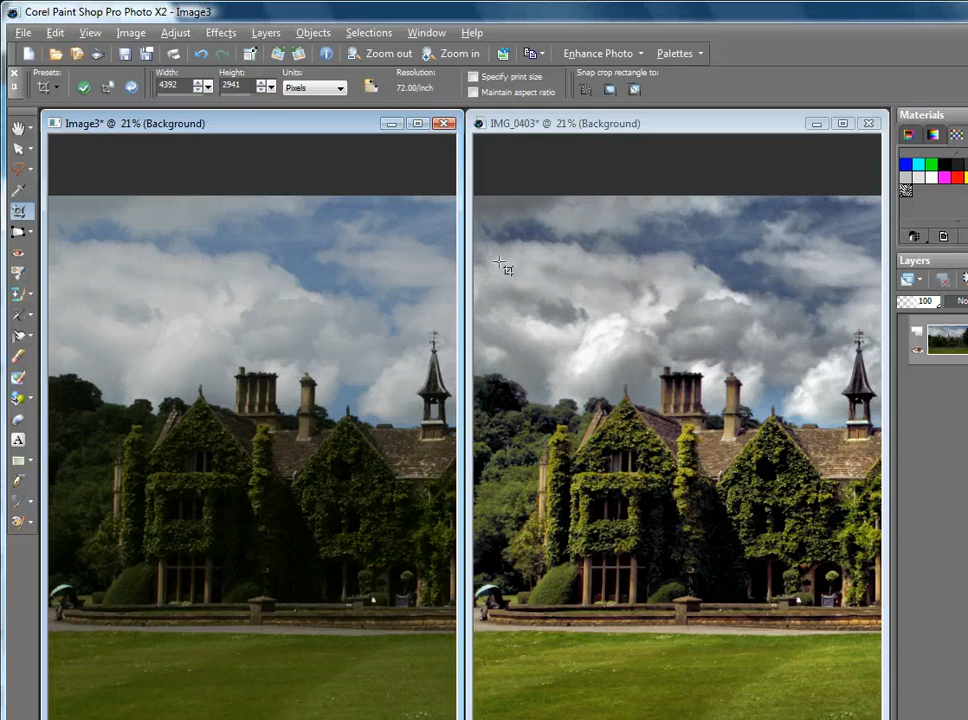 Corel Paint Shop Pro Photo X2 - Image3
File Edit View Image Adjust Effects Layers Objects Selections Window Help
Zoom out Zoom in Enhance Photo Palettes
Presets: Width: Height: Units: Resolution: Specify print size Snap crop rectangle to:
4392 2941 Pixels 72.00/inch Maintain aspect ratio
Image3* @ 21% (Background) IMG_0403* @ 21% (Background) Materials
Layers
100 No
A